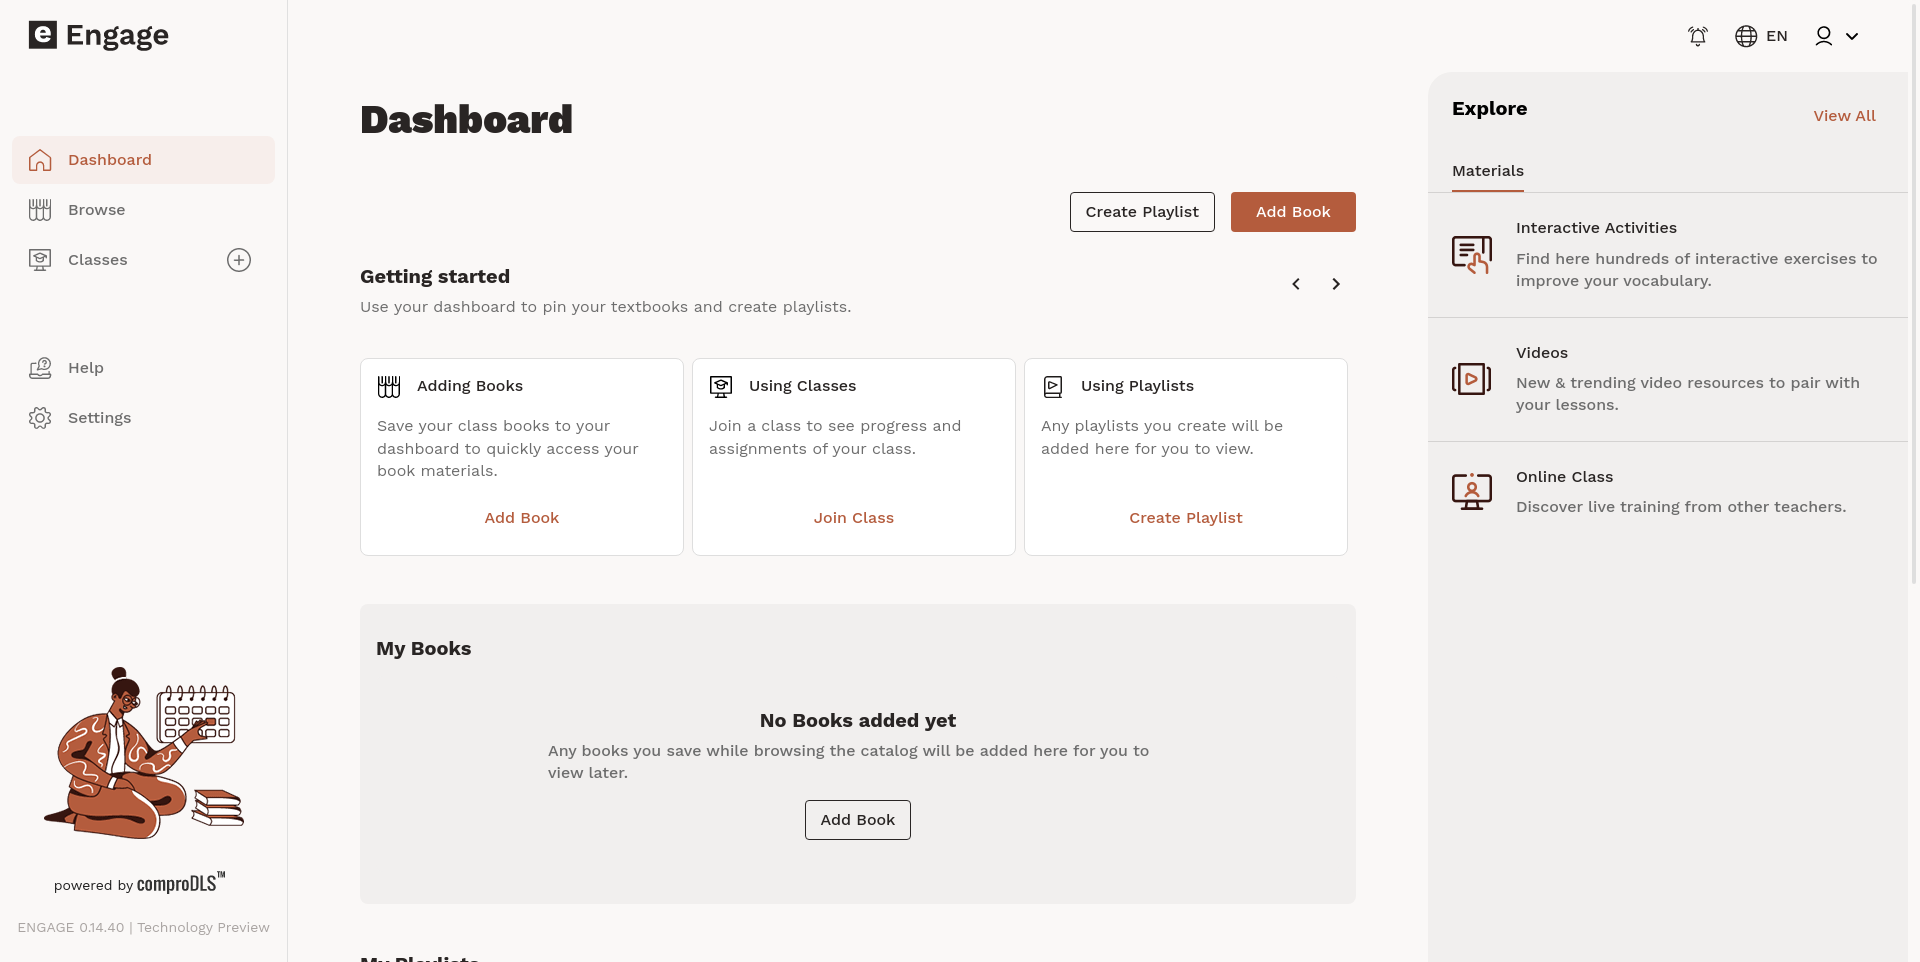 e Engage
EN
Dashboard
Browse
Classes
Help
Settings
powered by comproDLS™
ENGAGE 0.14.40 | Technology Preview
Dashboard
Create Playlist
Add Book
Getting started
Use your dashboard to pin your textbooks and create playlists.
Adding Books
Save your class books to your
dashboard to quickly access your
book materials.
Add Book
Using Classes
Join a class to see progress and
assignments of your class.
Join Class
Using Playlists
Any playlists you create will be
added here for you to view.
Create Playlist
My Books
No Books added yet
Any books you save while browsing the catalog will be added here for you to
view later.
Add Book
My Playlists
Explore
View All
Materials
Interactive Activities
Find here hundreds of interactive exercises to
improve your vocabulary.
Videos
New & trending video resources to pair with
your lessons.
Online Class
Discover live training from other teachers.